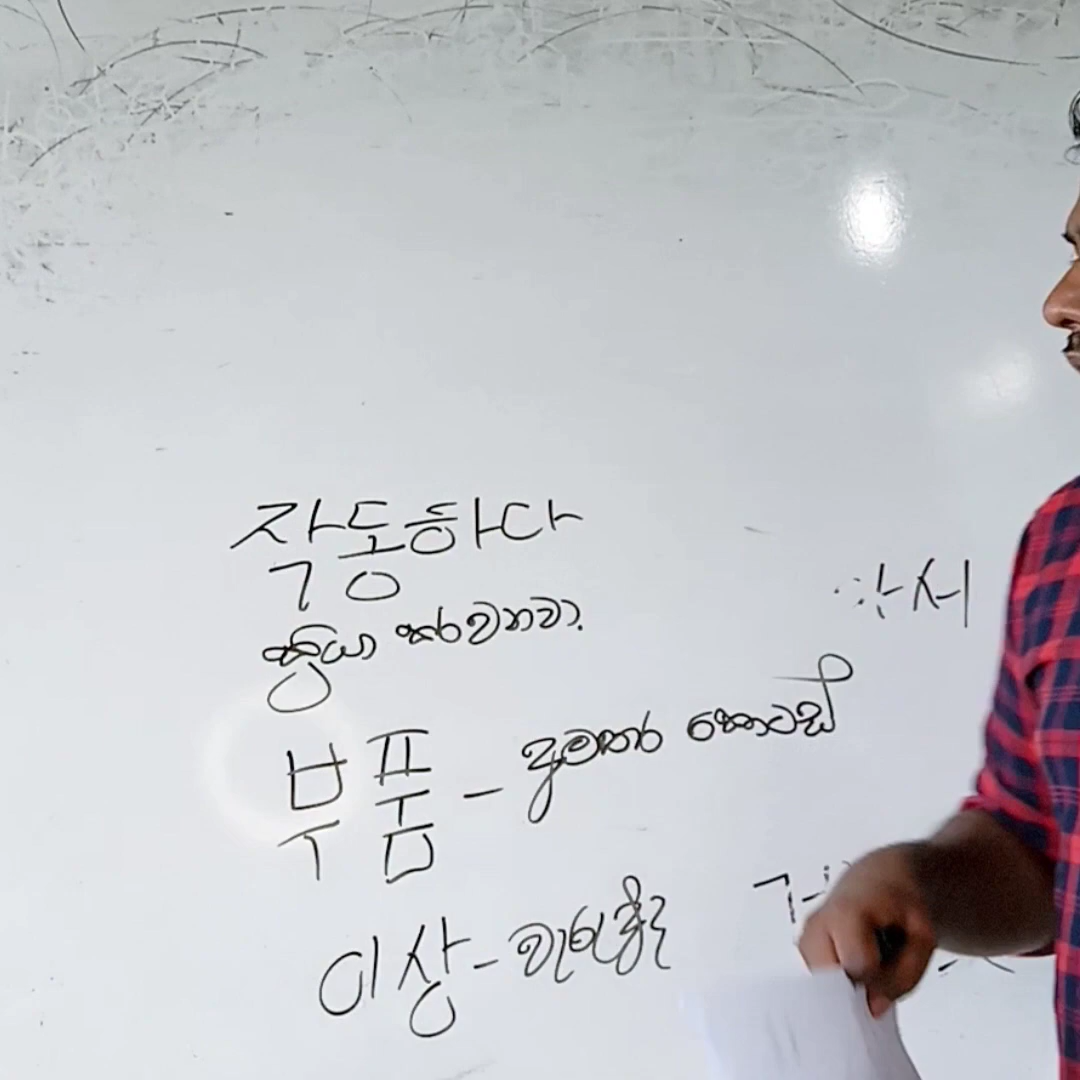 작동하다
ක්‍රියා කරවනවා.
부품 - අමතර කොටස්
이상 - වැරැද්ද